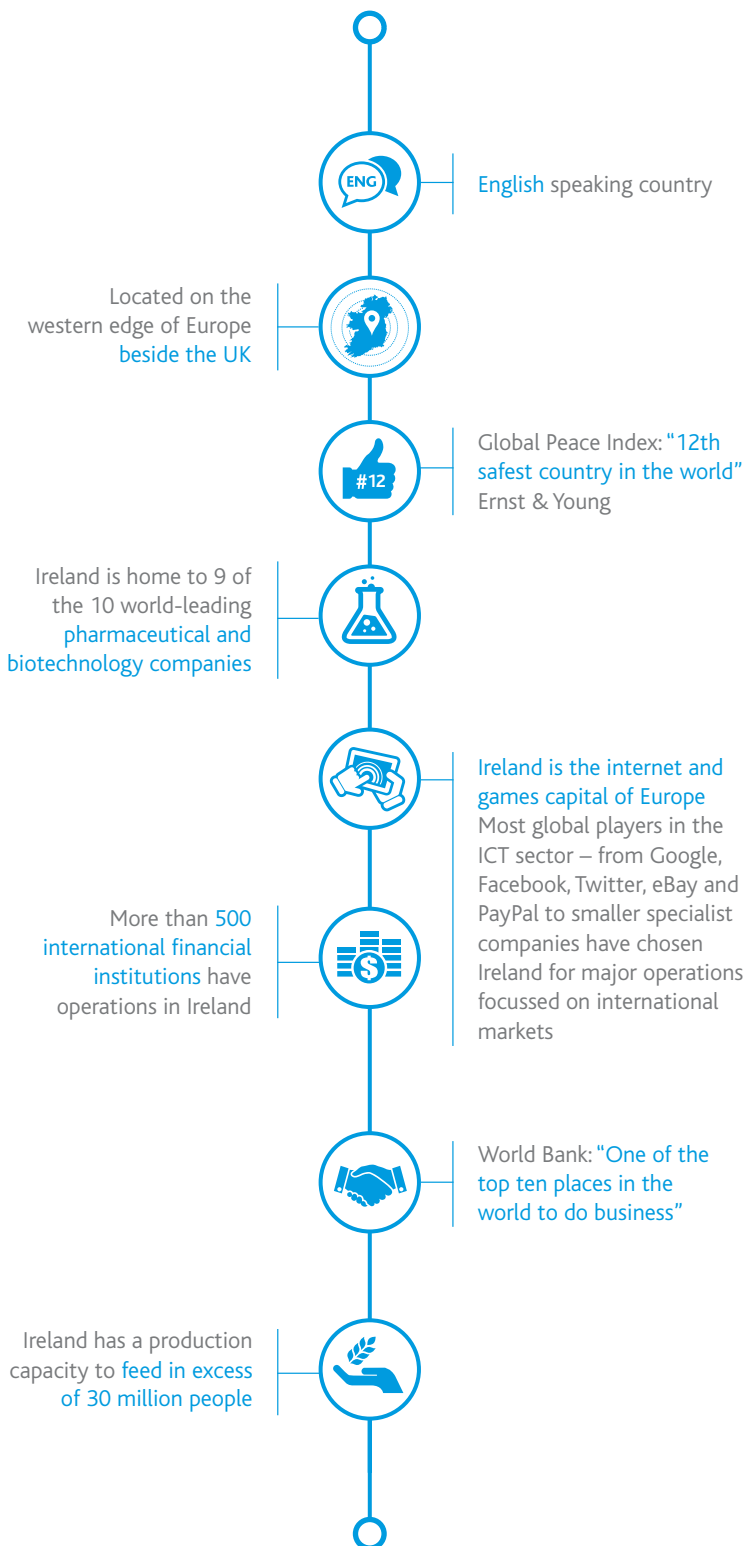 ENG
English speaking country
Located on the
western edge of Europe
beside the UK
Global Peace Index: “12th
safest country in the world”
Ernst & Young
#12
Ireland is home to 9 of
the 10 world-leading
pharmaceutical and
biotechnology companies
Ireland is the internet and
games capital of Europe
Most global players in the
ICT sector – from Google,
Facebook, Twitter, eBay and
PayPal to smaller specialist
companies have chosen
Ireland for major operations
focussed on international
markets
More than 500
international financial
institutions have
operations in Ireland
$
World Bank: “One of the
top ten places in the
world to do business”
Ireland has a production
capacity to feed in excess
of 30 million people